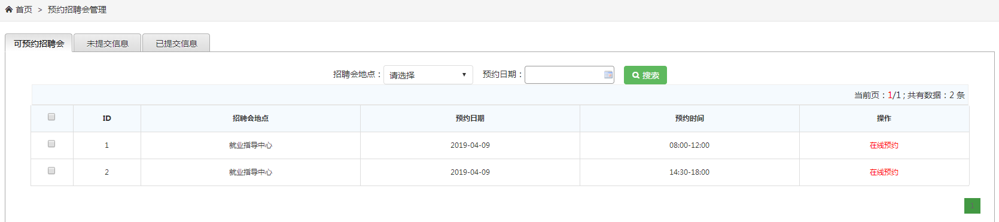 首页 > 预约招聘会管理
可预约招聘会 未提交信息 已提交信息
招聘会地点： 请选择 预约日期： 搜索
当前页：1/1 ; 共有数据：2 条
ID 招聘会地点 预约日期 预约时间 操作
1 就业指导中心 2019-04-09 08:00-12:00 在线预约
2 就业指导中心 2019-04-09 14:30-18:00 在线预约
1